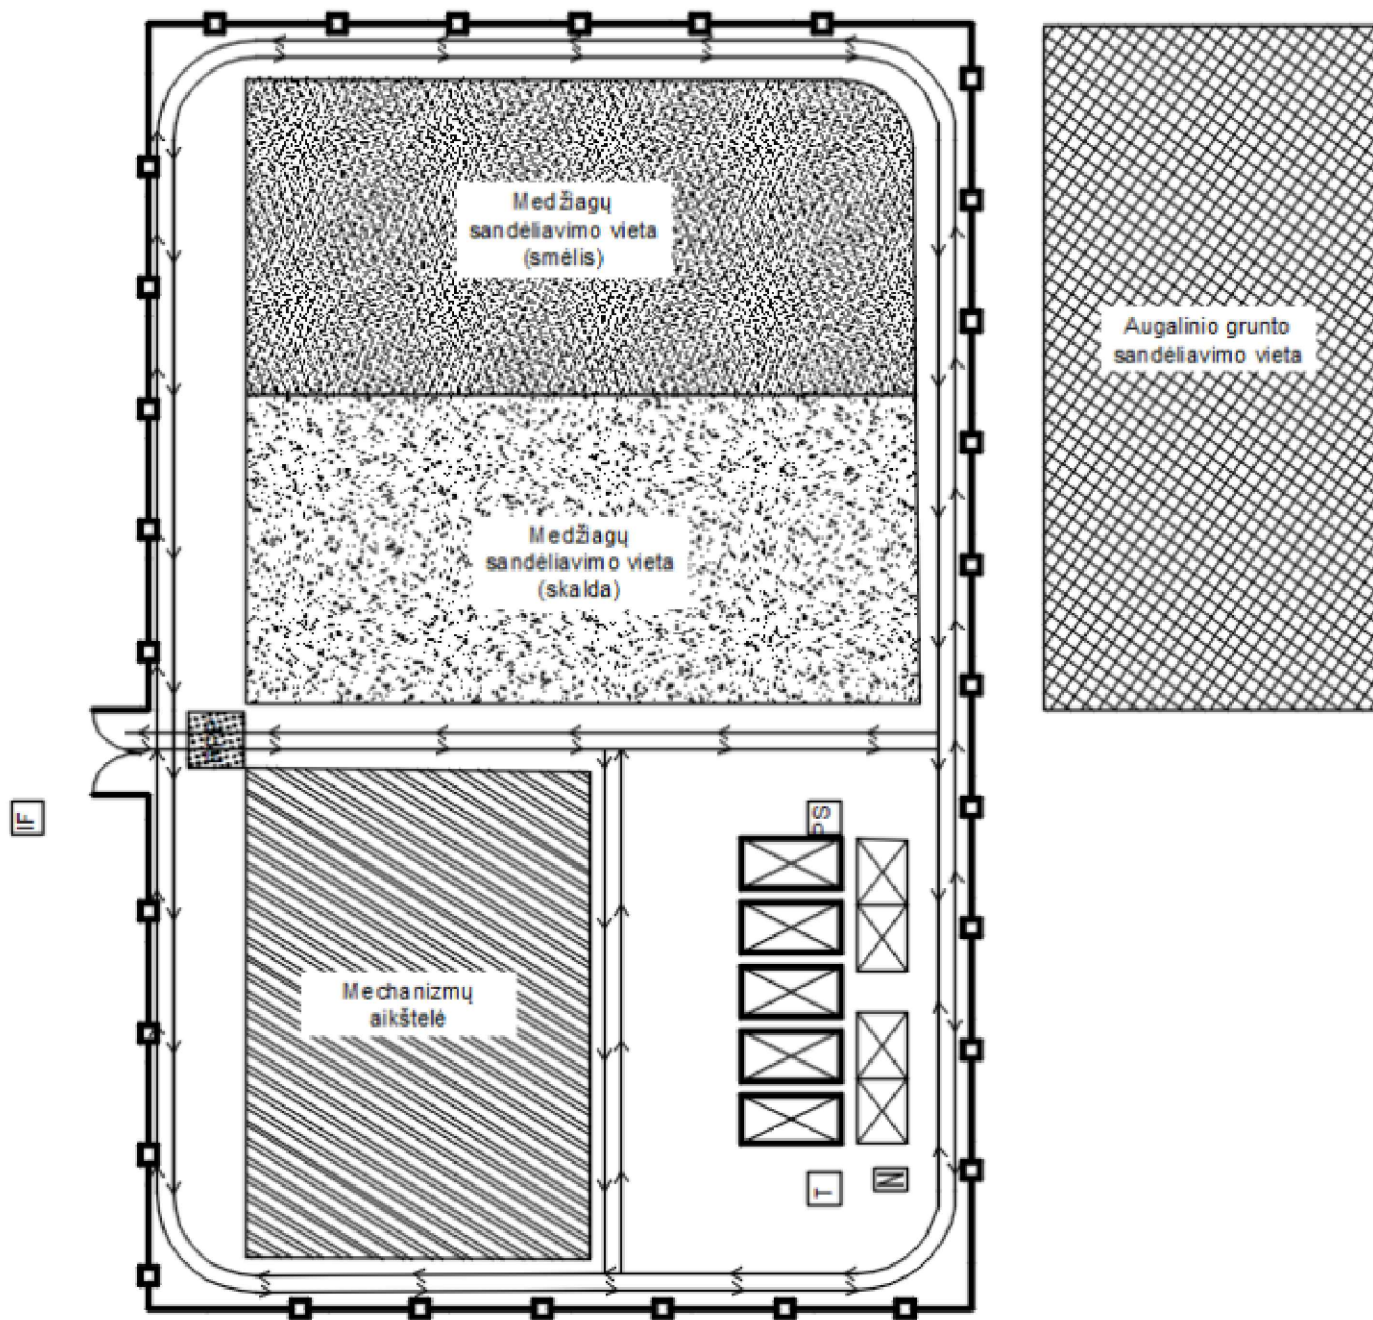 Medžiagų
sandėliavimo vieta
(smėlis)
Augalinio grunto
sandėliavimo vieta
Medžiagų
sandėliavimo vieta
(skalda)
IF
PS
Mechanizmų
aikštelė
T
N